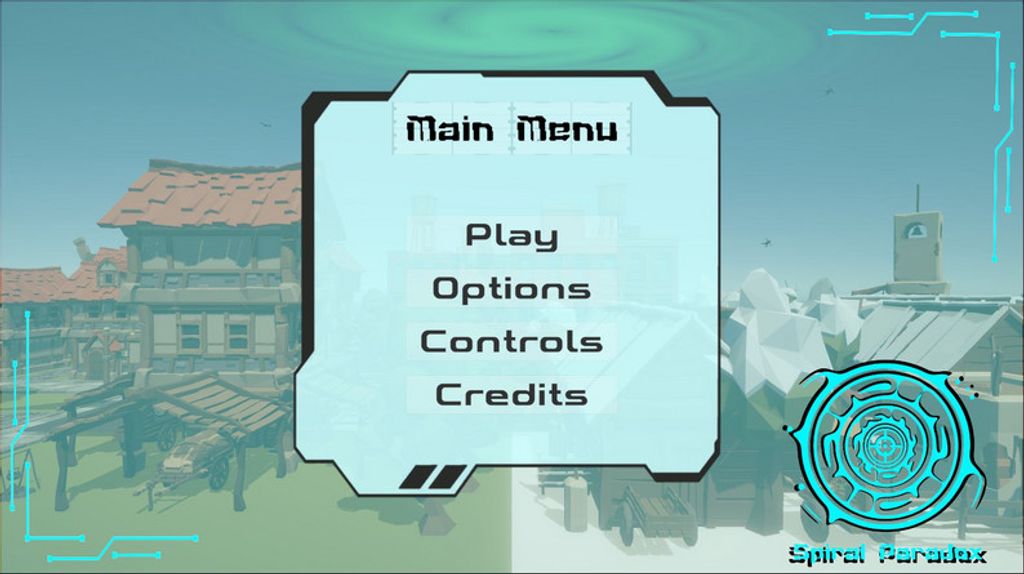 Main Menu
Play
Options
Controls
Credits
Spiral Paradox